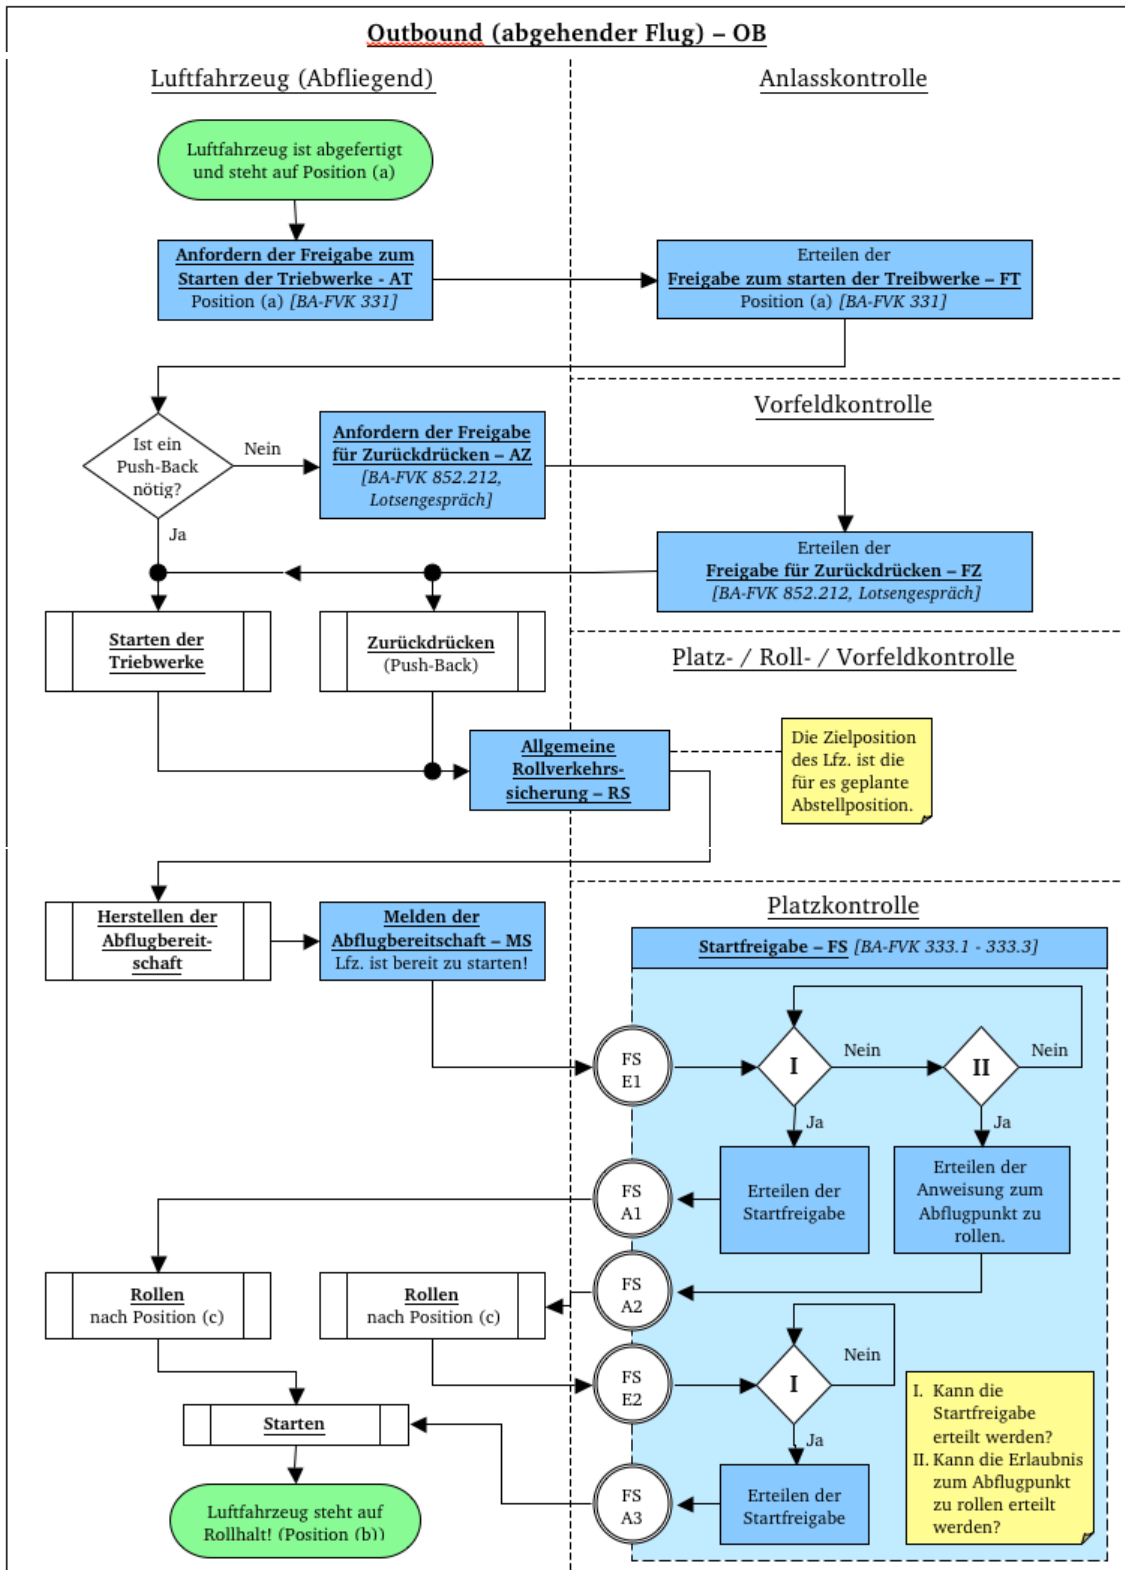 Outbound (abgehender Flug) – OB
Luftfahrzeug (Abfliegend)
Anlasskontrolle
Luftfahrzeug ist abgefertigt
und steht auf Position (a)
Anfordern der Freigabe zum
Starten der Triebwerke - AT
Position (a) [BA-FVK 331]
Erteilen der
Freigabe zum starten der Treibwerke – FT
Position (a) [BA-FVK 331]
Vorfeldkontrolle
Ist ein
Push-Back
nötig?
Nein
Ja
Anfordern der Freigabe
für Zurückdrücken – AZ
[BA-FVK 852.212,
Lotsengespräch]
Erteilen der
Freigabe für Zurückdrücken – FZ
[BA-FVK 852.212, Lotsengespräch]
Starten der
Triebwerke
Zurückdrücken
(Push-Back)
Platz- / Roll- / Vorfeldkontrolle
Allgemeine
Rollverkehrs-
sicherung – RS
Die Zielposition
des Lfz. ist die
für es geplante
Abstellposition.
Herstellen der
Abflugbereit-
schaft
Melden der
Abflugbereitschaft – MS
Lfz. ist bereit zu starten!
Platzkontrolle
Startfreigabe – FS [BA-FVK 333.1 - 333.3]
FS
E1
I
Nein
II
Nein
Ja
Ja
Erteilen der
Startfreigabe
Erteilen der
Anweisung zum
Abflugpunkt zu
rollen.
FS
A1
FS
A2
Rollen
nach Position (c)
Rollen
nach Position (c)
FS
E2
I
Nein
Ja
Starten
Erteilen der
Startfreigabe
FS
A3
I. Kann die
Startfreigabe
erteilt werden?
II. Kann die Erlaubnis
zum Abflugpunkt
zu rollen erteilt
werden?
Luftfahrzeug steht auf
Rollhalt! (Position (b))